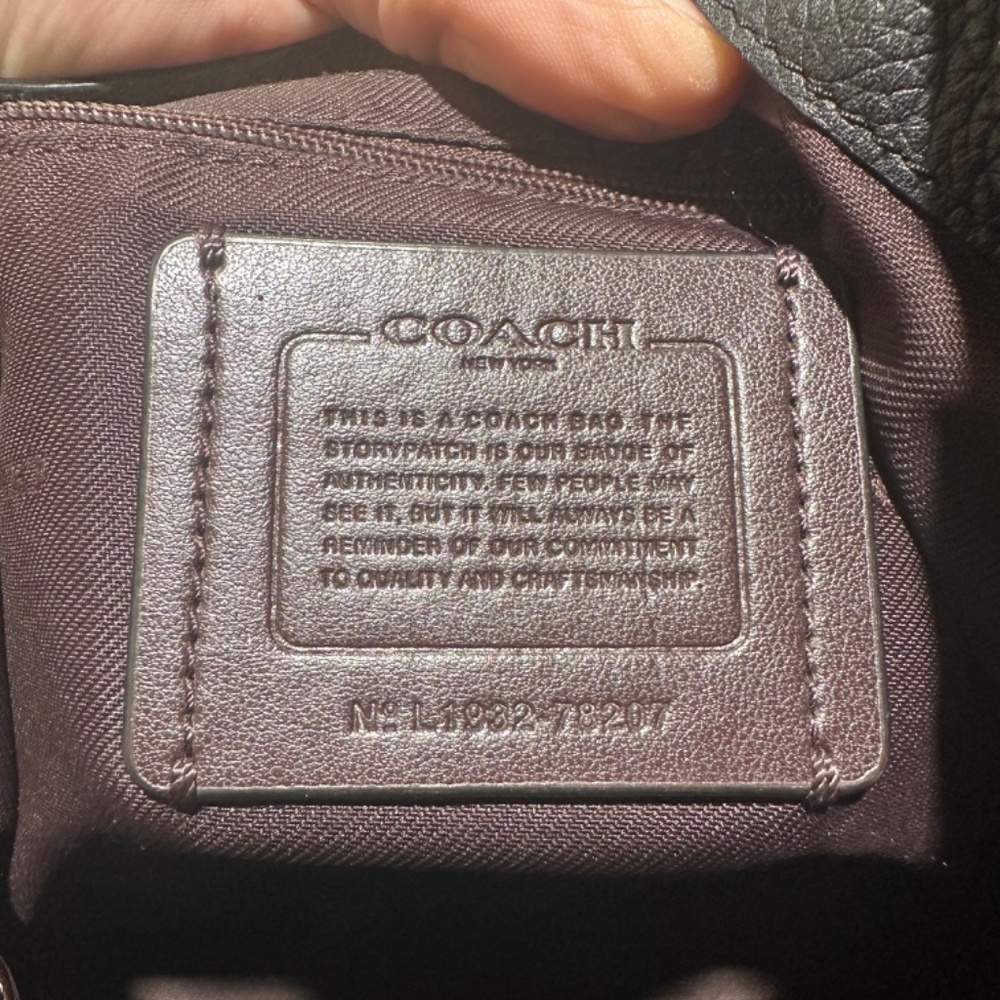 COACH
NEW YORK
THIS IS A COACH BAG. THE
STORYPATCH IS OUR BADGE OF
AUTHENTICITY. FEW PEOPLE MAY
SEE IT, BUT IT WILL ALWAYS BE A
REMINDER OF OUR COMMITMENT
TO QUALITY AND CRAFTSMANSHIP.
Nº L1932-78207